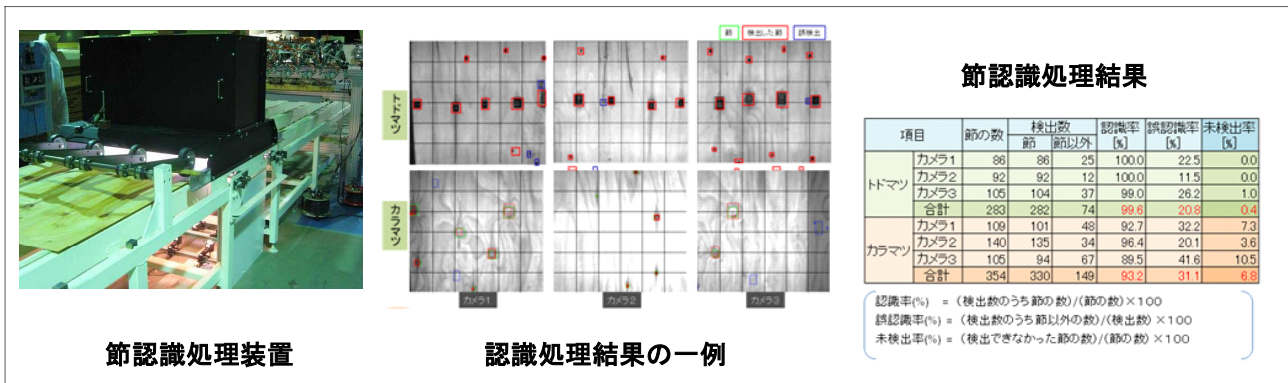 節認識処理装置
節 検出した節 誤検出
トドマツ
カラマツ
カメラ1 カメラ2 カメラ3
認識処理結果の一例
節認識処理結果
項目 節の数 検出数 認識率[%] 誤認識率[%] 未検出率[%]
節 節以外
トドマツ カメラ1 86 86 25 100.0 22.5 0.0
カメラ2 92 92 12 100.0 11.5 0.0
カメラ3 105 104 37 99.0 26.2 1.0
合計 283 282 74 99.6 20.8 0.4
カラマツ カメラ1 109 101 48 92.7 32.2 7.3
カメラ2 140 135 34 96.4 20.1 3.6
カメラ3 105 94 67 89.5 41.6 10.5
合計 354 330 149 93.2 31.1 6.8
認識率(%) = (検出数のうち節の数)/(節の数)×100
誤認識率(%) = (検出数のうち節以外の数)/(検出数)×100
未検出率(%) = (検出できなかった節の数)/(節の数)×100